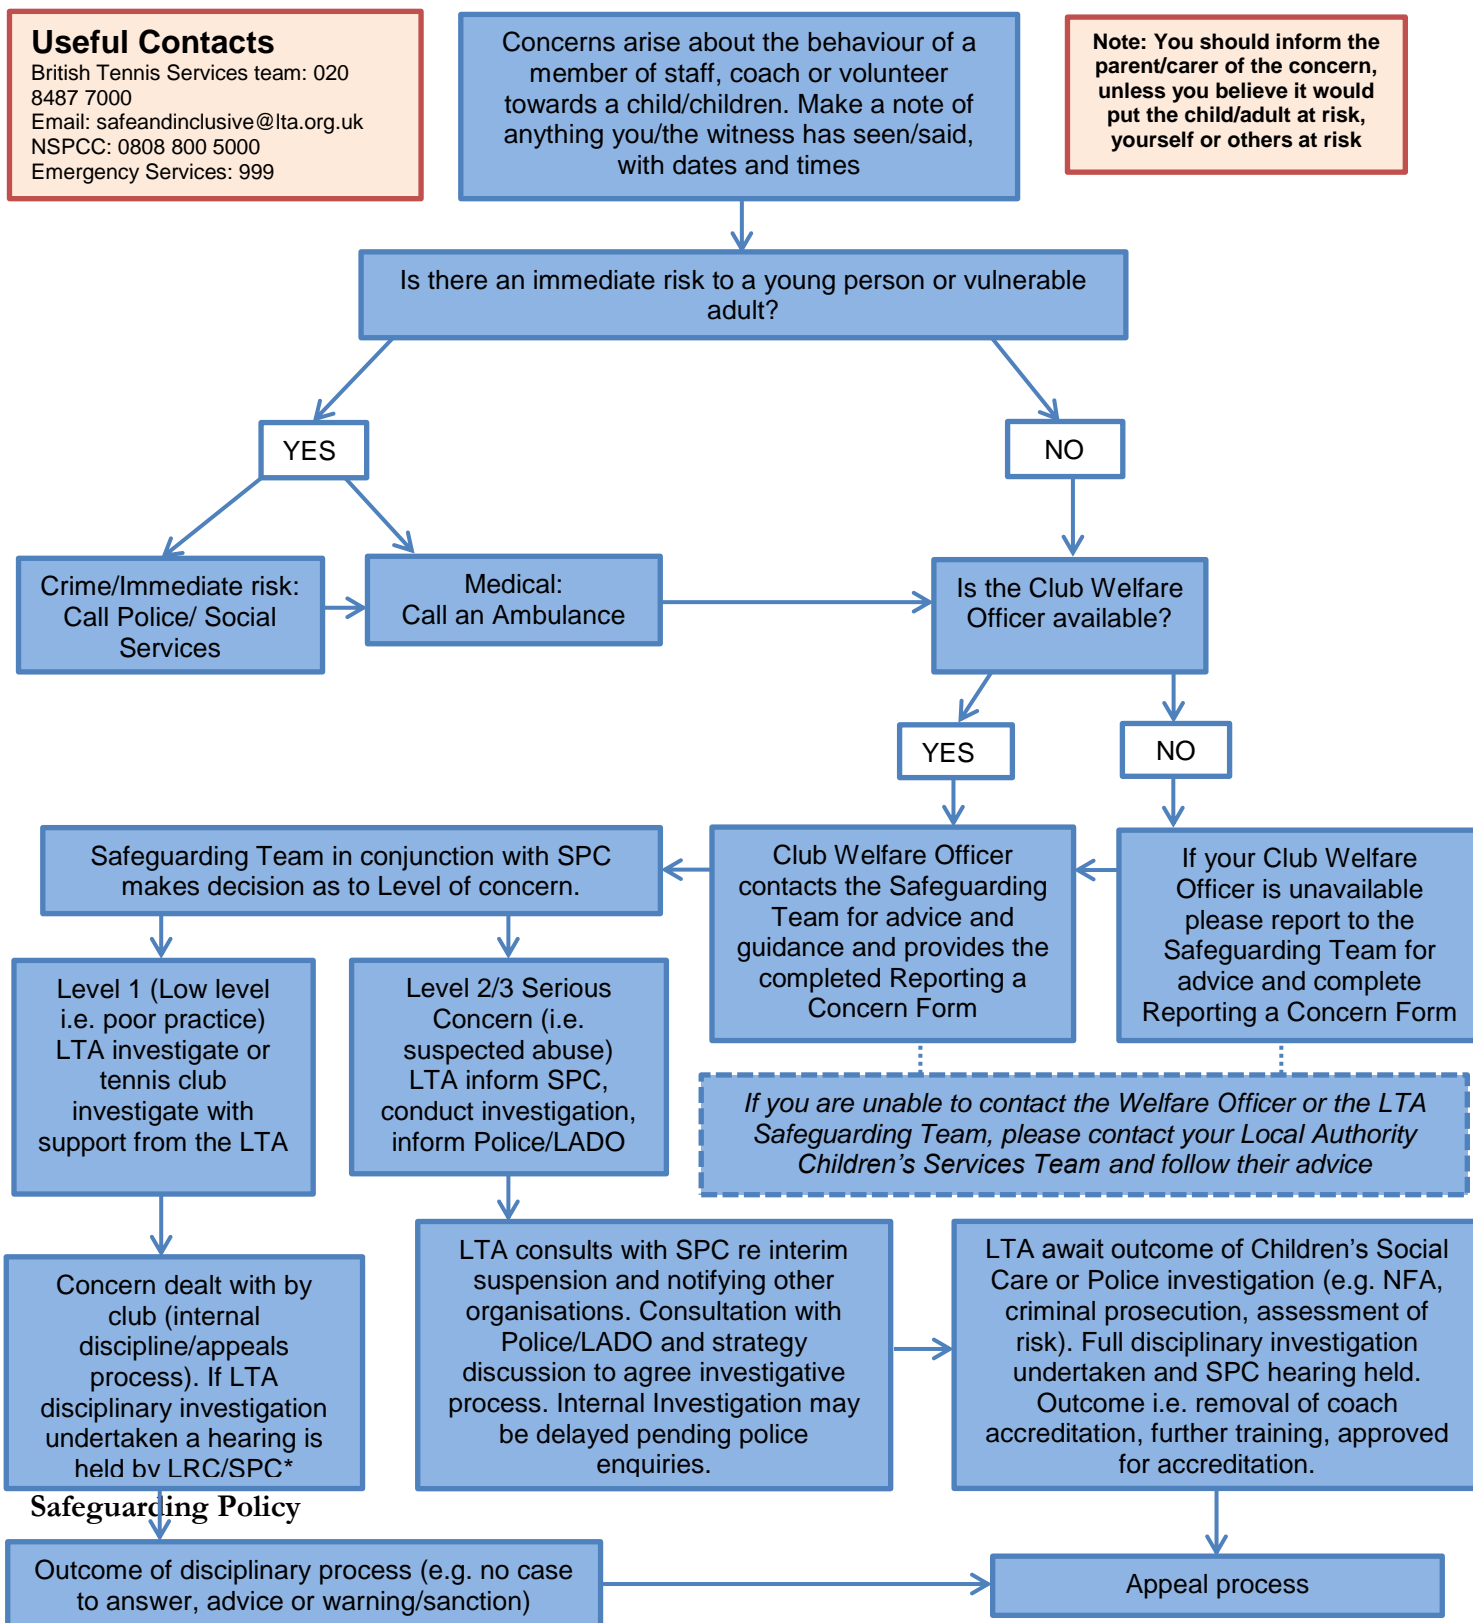 Useful Contacts
British Tennis Services team: 020
8487 7000
Email: safeandinclusive@lta.org.uk
NSPCC: 0808 800 5000
Emergency Services: 999
Concerns arise about the behaviour of a
member of staff, coach or volunteer
towards a child/children. Make a note of
anything you/the witness has seen/said,
with dates and times
Note: You should inform the
parent/carer of the concern,
unless you believe it would
put the child/adult at risk,
yourself or others at risk
Is there an immediate risk to a young person or vulnerable
adult?
YES
NO
Crime/Immediate risk:
Call Police/ Social
Services
Medical:
Call an Ambulance
Is the Club Welfare
Officer available?
YES
NO
Safeguarding Team in conjunction with SPC
makes decision as to Level of concern.
Club Welfare Officer
contacts the Safeguarding
Team for advice and
guidance and provides the
completed Reporting a
Concern Form
If your Club Welfare
Officer is unavailable
please report to the
Safeguarding Team for
advice and complete
Reporting a Concern Form
Level 1 (Low level
i.e. poor practice)
LTA investigate or
tennis club
investigate with
support from the LTA
Level 2/3 Serious
Concern (i.e.
suspected abuse)
LTA inform SPC,
conduct investigation,
inform Police/LADO
If you are unable to contact the Welfare Officer or the LTA
Safeguarding Team, please contact your Local Authority
Children’s Services Team and follow their advice
Concern dealt with by
club (internal
discipline/appeals
process). If LTA
disciplinary investigation
undertaken a hearing is
held by LRC/SPC*
LTA consults with SPC re interim
suspension and notifying other
organisations. Consultation with
Police/LADO and strategy
discussion to agree investigative
process. Internal Investigation may
be delayed pending police
enquiries.
LTA await outcome of Children’s Social
Care or Police investigation (e.g. NFA,
criminal prosecution, assessment of
risk). Full disciplinary investigation
undertaken and SPC hearing held.
Outcome i.e. removal of coach
accreditation, further training, approved
for accreditation.
Safeguarding Policy
Outcome of disciplinary process (e.g. no case
to answer, advice or warning/sanction)
Appeal process